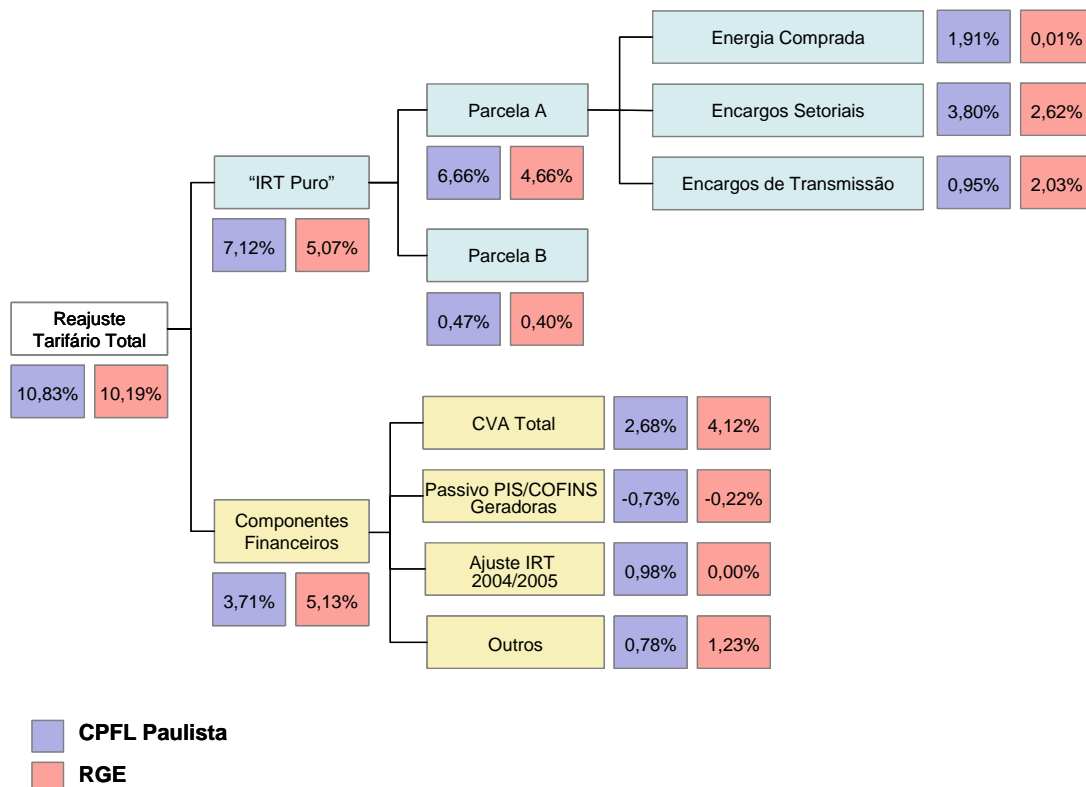 Energia Comprada
1,91%
0,01%
Parcela A
6,66%
4,66%
Encargos Setoriais
3,80%
2,62%
"IRT Puro"
7,12%
5,07%
Encargos de Transmissão
0,95%
2,03%
Parcela B
0,47%
0,40%
Reajuste
Tarifário Total
10,83%
10,19%
CVA Total
2,68%
4,12%
Passivo PIS/COFINS
Geradoras
-0,73%
-0,22%
Componentes
Financeiros
3,71%
5,13%
Ajuste IRT
2004/2005
0,98%
0,00%
Outros
0,78%
1,23%
CPFL Paulista
RGE